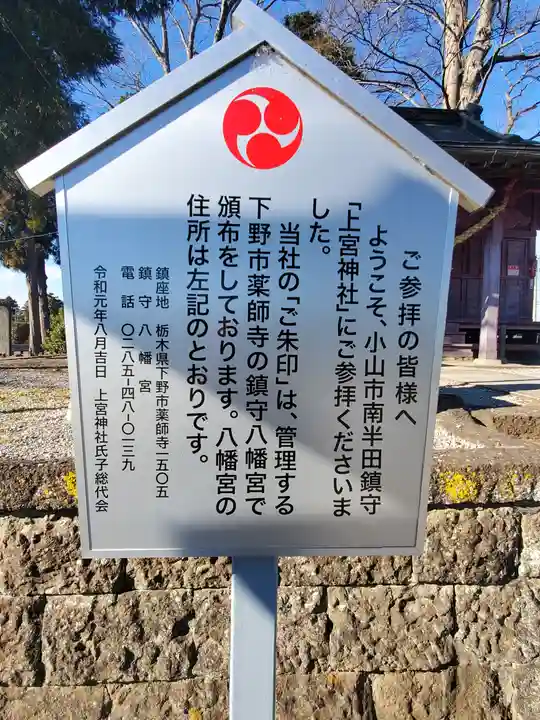 ご参拝の皆様へ
ようこそ、小山市南半田鎮守
「上宮神社」にご参拝くださいま
した。
当社の「ご朱印」は、管理する
下野市薬師寺の鎮守八幡宮で
頒布をしております。八幡宮の
住所は左記のとおりです。
鎮座地 栃木県下野市薬師寺一五〇五
鎮守八幡宮
電話 〇二八五ー四八ー〇一三九
令和元年八月吉日 上宮神社氏子総代会